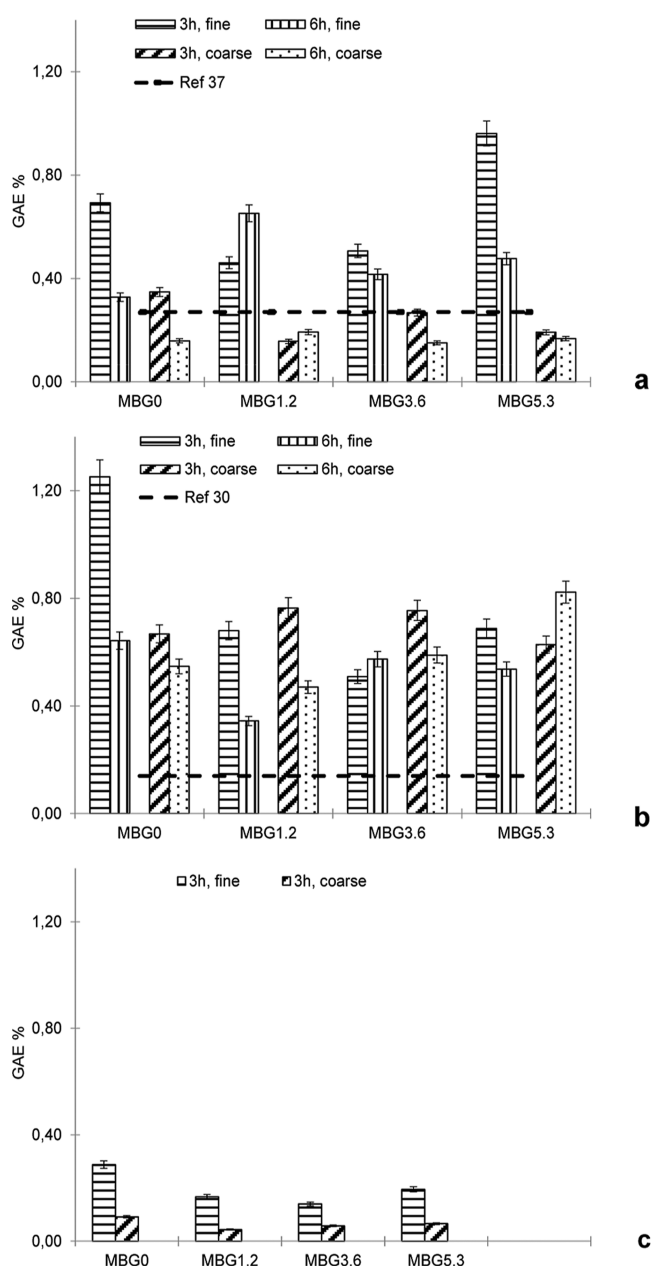 3h, fine 6h, fine
3h, coarse 6h, coarse
Ref 37
1,20
0,80
0,40
0,00
GAE %
MBG0 MBG1.2 MBG3.6 MBG5.3
a
3h, fine 6h, fine
3h, coarse 6h, coarse
Ref 30
1,20
0,80
0,40
0,00
GAE %
MBG0 MBG1.2 MBG3.6 MBG5.3
b
3h, fine 3h, coarse
1,20
0,80
0,40
0,00
GAE %
MBG0 MBG1.2 MBG3.6 MBG5.3
c